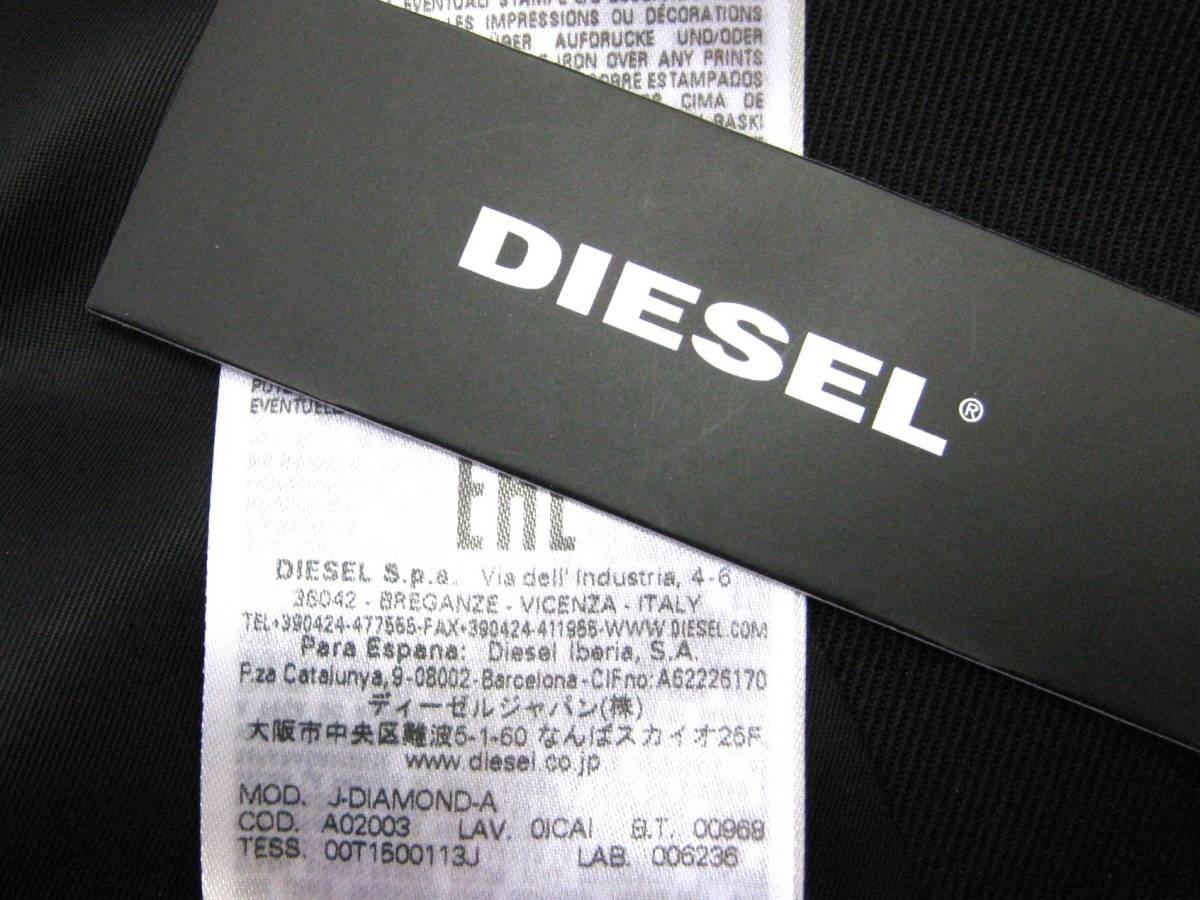 LES IMPRESSIONS OU DÉCORATIONS
ÜBER AUFDRUCKE UND/ODER
IRON OVER ANY PRINTS
SOBRE ESTAMPADOS
CIMA DE
BASKI
DIESEL®
EAC
DIESEL S.p.a. Via dell' Industria, 4-6
36042 - BREGANZE - VICENZA - ITALY
TEL+390424-477555-FAX+390424-411955-WWW.DIESEL.COM
Para Espana: Diesel Iberia, S.A.
P.za Catalunya,9-08002-Barcelona-CIFno:A62226170
ディーゼルジャパン(株)
大阪市中央区難波5-1-60 なんばスカイオ26F
www.diesel.co.jp
MOD. J-DIAMOND-A
COD. A02003 LAV. 0ICAI B.T. 00968
TESS. 00T1500113J LAB. 006236